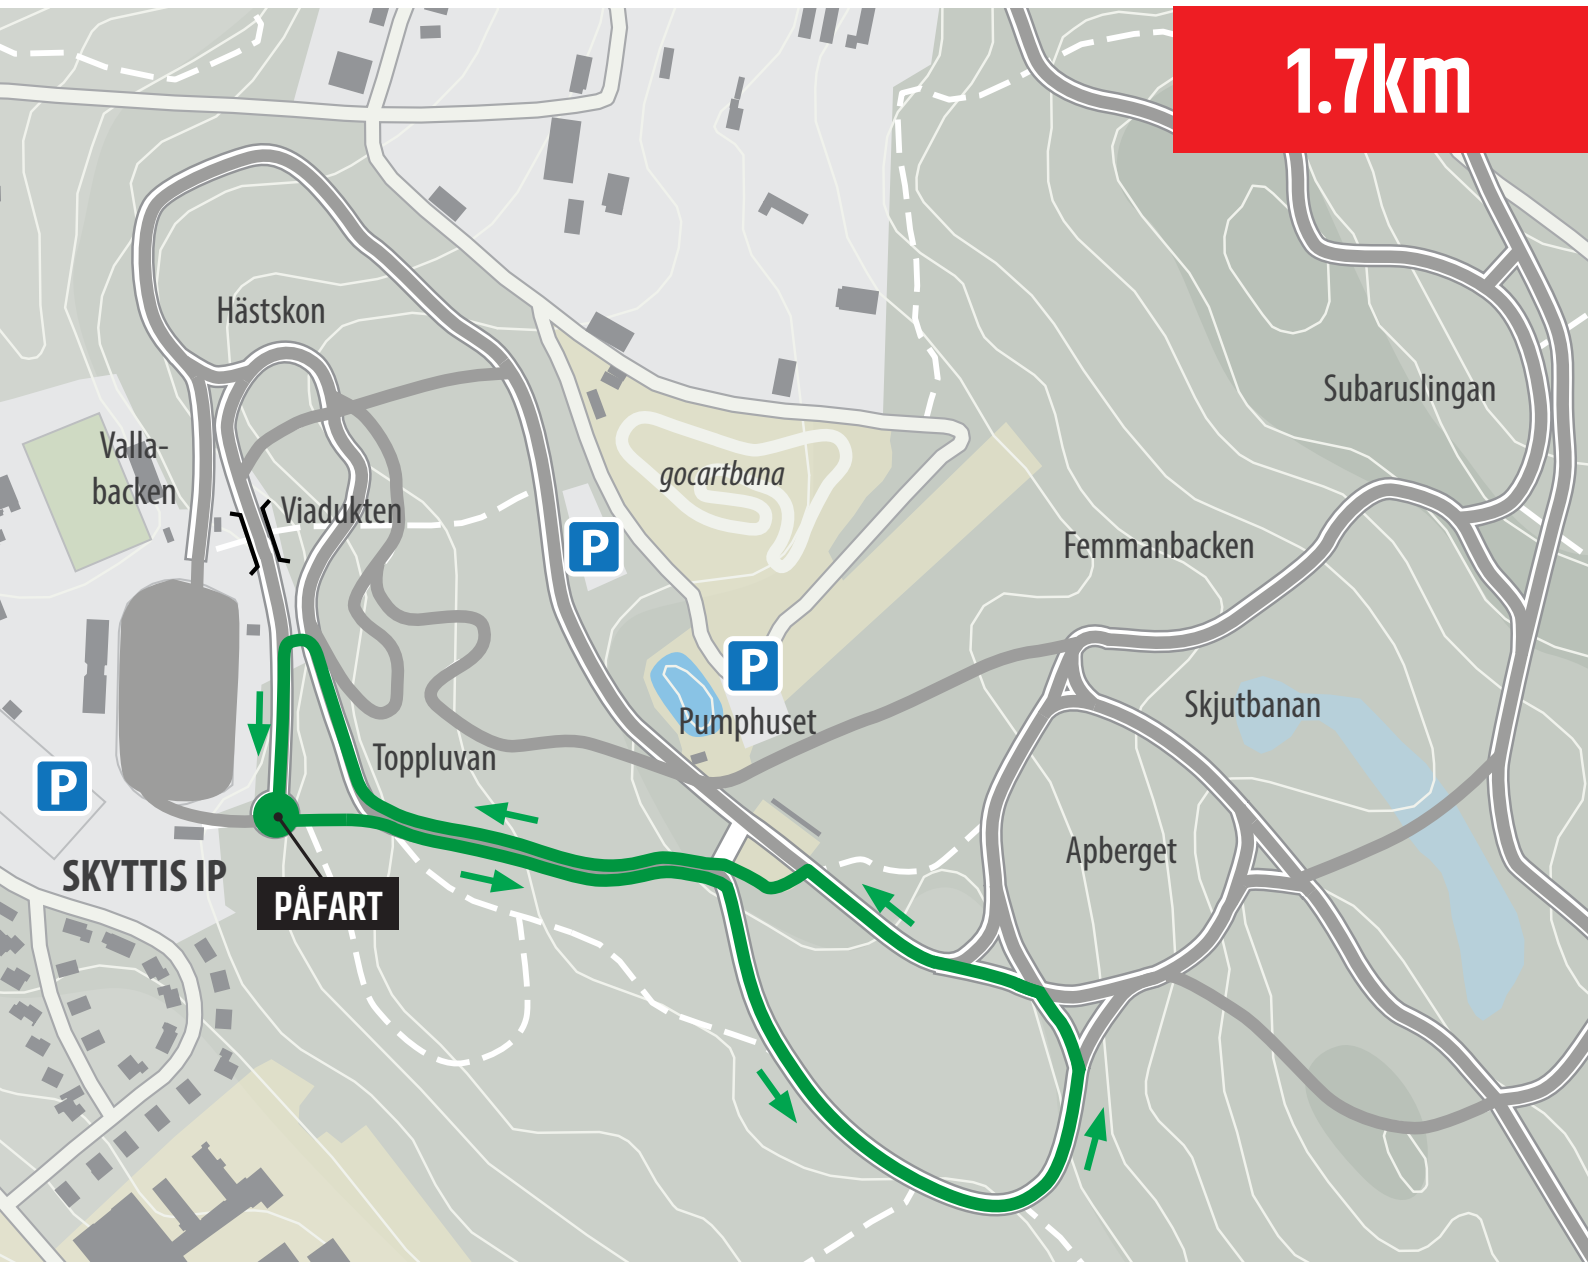 1.7km
Hästskon
Subaruslingan
Valla-
backen
gocartbana
Viadukten
P
Femmanbacken
P
Skjutbanan
Pumphuset
Toppluvan
P
Apberget
SKYTTIS IP
PÅFART